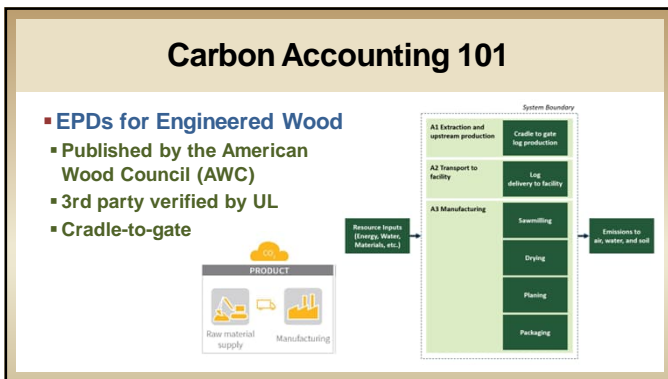 Carbon Accounting 101
▪ EPDs for Engineered Wood
▪ Published by the American
Wood Council (AWC)
▪ 3rd party verified by UL
▪ Cradle-to-gate
CO₂
PRODUCT
Raw material
supply
Manufacturing
System Boundary
A1 Extraction and
upstream production
Cradle to gate
log production
A2 Transport to
facility
Log
delivery to facility
A3 Manufacturing
Sawmilling
Resource Inputs
(Energy, Water,
Materials, etc.)
Emissions to
air, water, and soil
Drying
Planing
Packaging